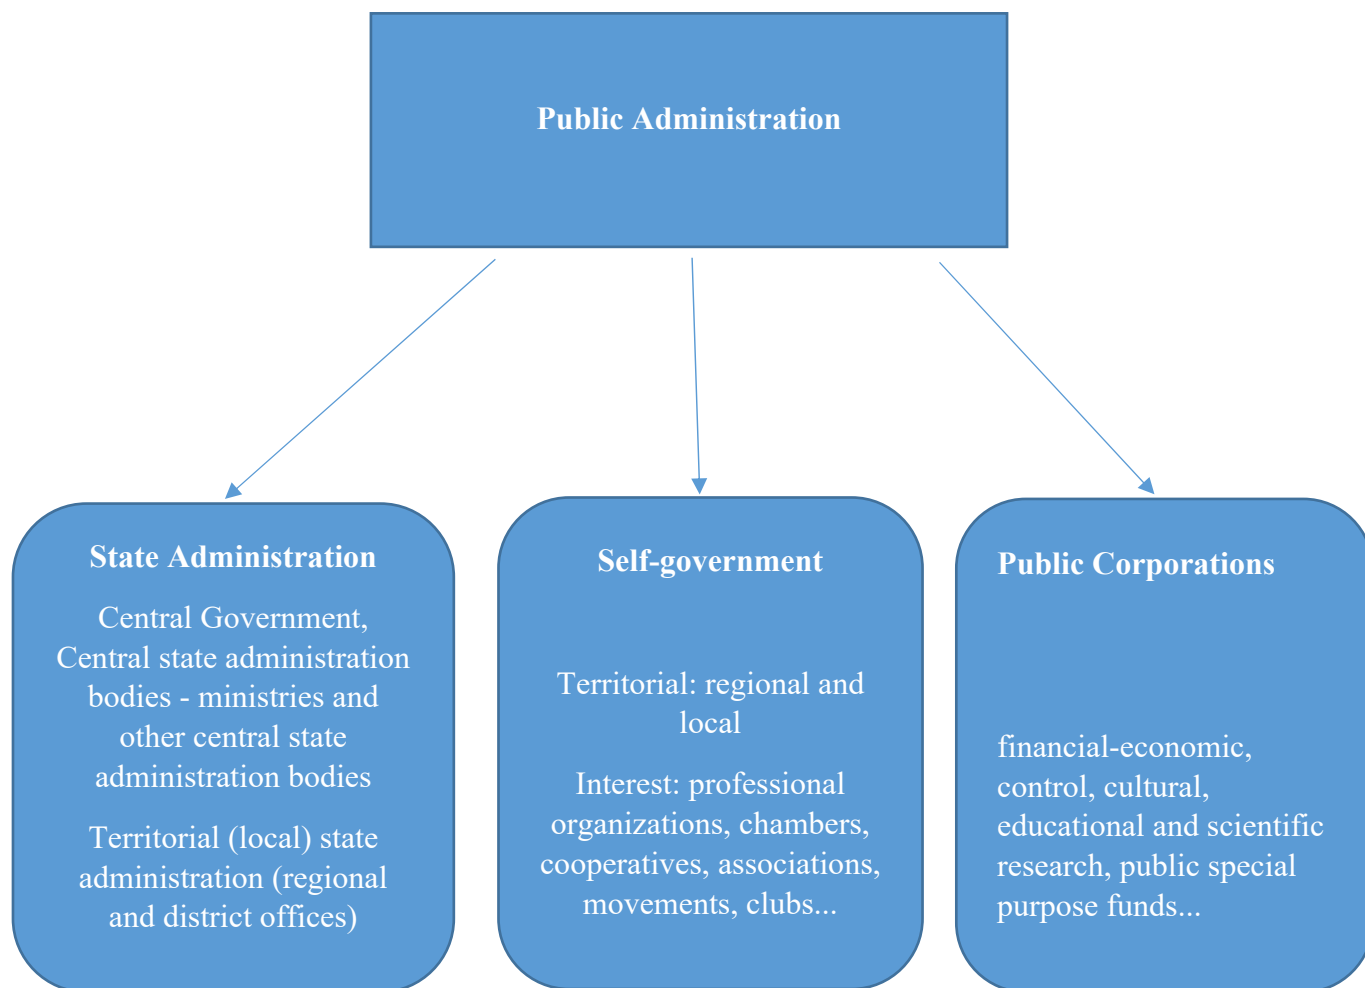 Public Administration
State Administration
Central Government,
Central state administration
bodies - ministries and
other central state
administration bodies
Territorial (local) state
administration (regional
and district offices)
Self-government
Territorial: regional and
local
Interest: professional
organizations, chambers,
cooperatives, associations,
movements, clubs...
Public Corporations
financial-economic,
control, cultural,
educational and scientific
research, public special
purpose funds...